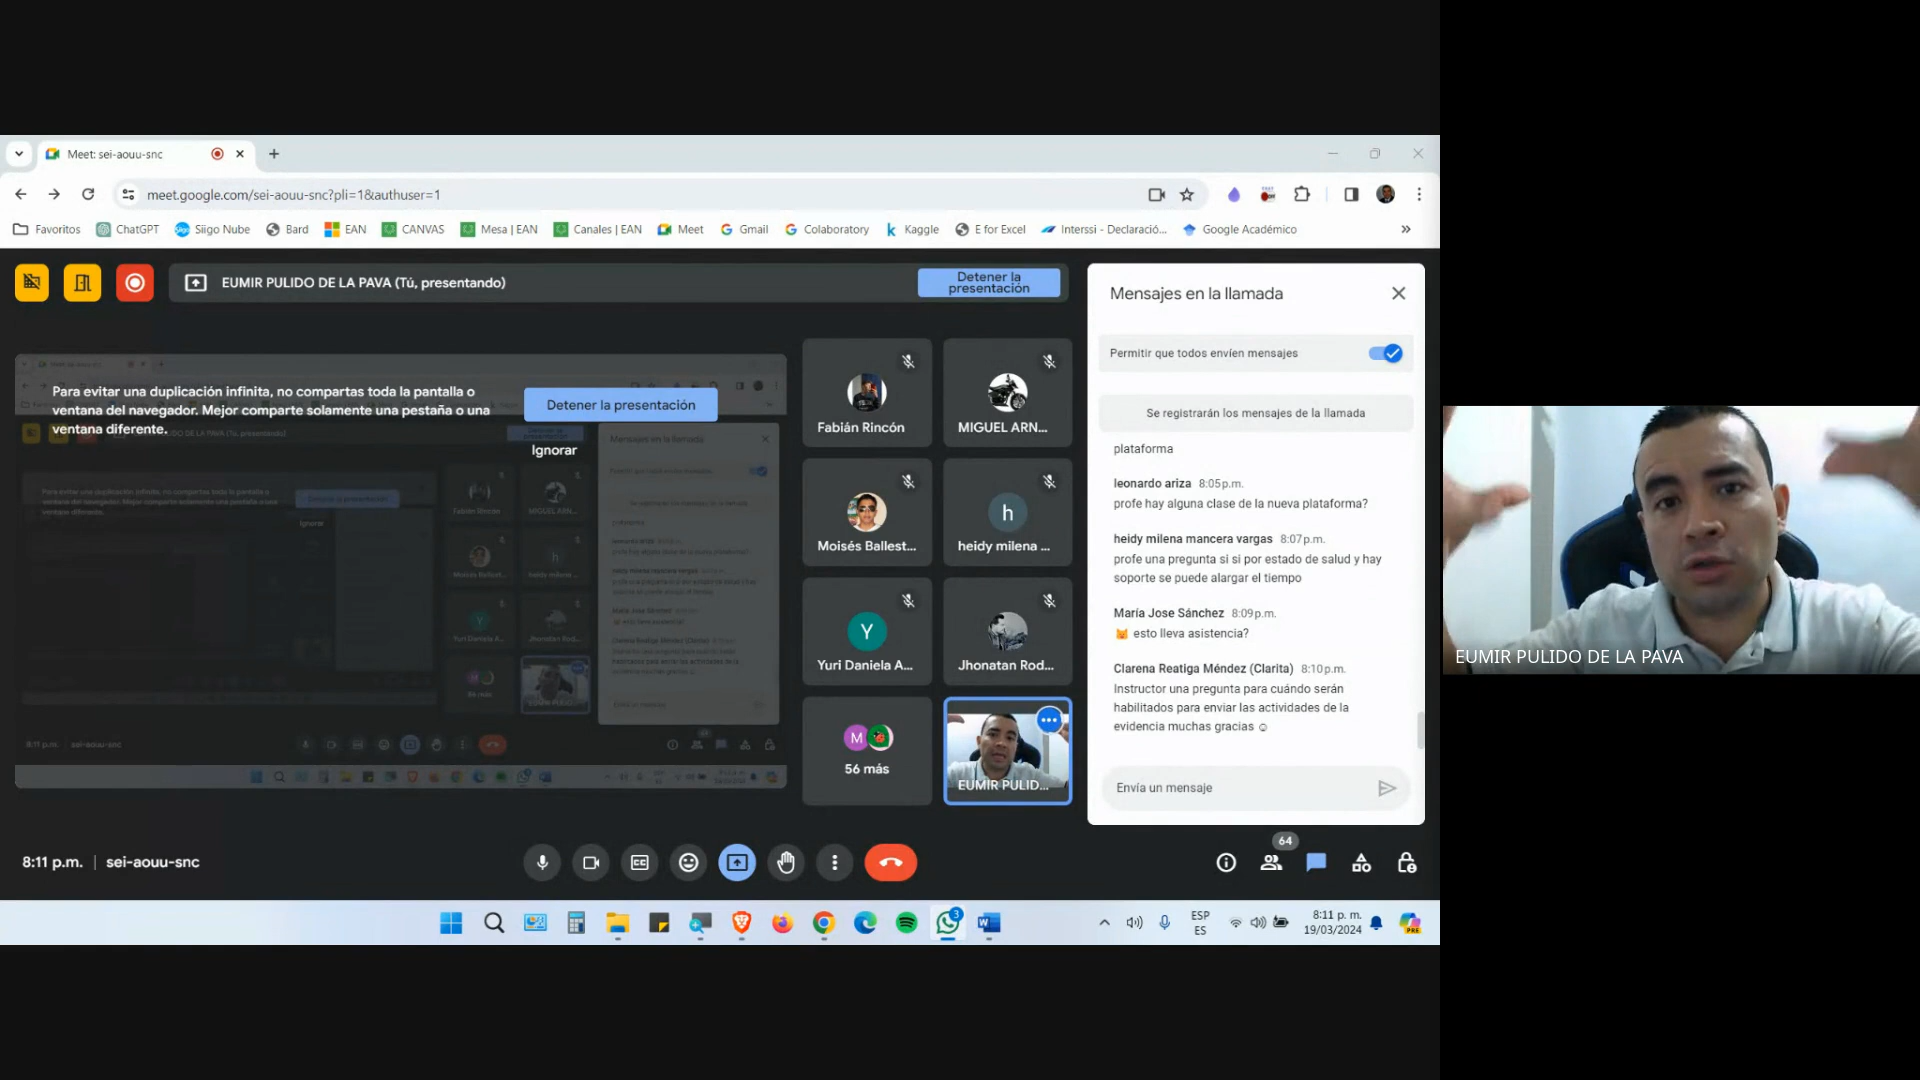 Meet: sei-aouu-snc
meet.google.com/sei-aouu-snc?pli=1&authuser=1
Favoritos ChatGPT Siigo Nube Bard EAN CANVAS Mesa | EAN Canales | EAN Meet Gmail Colaboratory Kaggle E for Excel Interssi - Declaració... Google Académico »
EUMIR PULIDO DE LA PAVA (Tú, presentando)
Detener la
presentación
Para evitar una duplicación infinita, no compartas toda la pantalla o
ventana del navegador. Mejor comparte solamente una pestaña o una
ventana diferente.
Detener la presentación
Ignorar
Fabián Rincón
MIGUEL ARN...
Moisés Ballest...
h
heidy milena ...
Y
Yuri Daniela A...
Jhonatan Rod...
M
56 más
EUMIR PULID...
Mensajes en la llamada
Permitir que todos envíen mensajes
Se registrarán los mensajes de la llamada
plataforma
leonardo ariza 8:05 p.m.
profe hay alguna clase de la nueva plataforma?
heidy milena mancera vargas 8:07 p.m.
profe una pregunta si si por estado de salud y hay
soporte se puede alargar el tiempo
María Jose Sánchez 8:09 p.m.
esto lleva asistencia?
Clarena Reatiga Méndez (Clarita) 8:10 p.m.
Instructor una pregunta para cuándo serán
habilitados para enviar las actividades de la
evidencia muchas gracias ☺
Envía un mensaje
EUMIR PULIDO DE LA PAVA
8:11 p.m. | sei-aouu-snc
64
3
ESP
ES
8:11 p. m.
19/03/2024
PRE